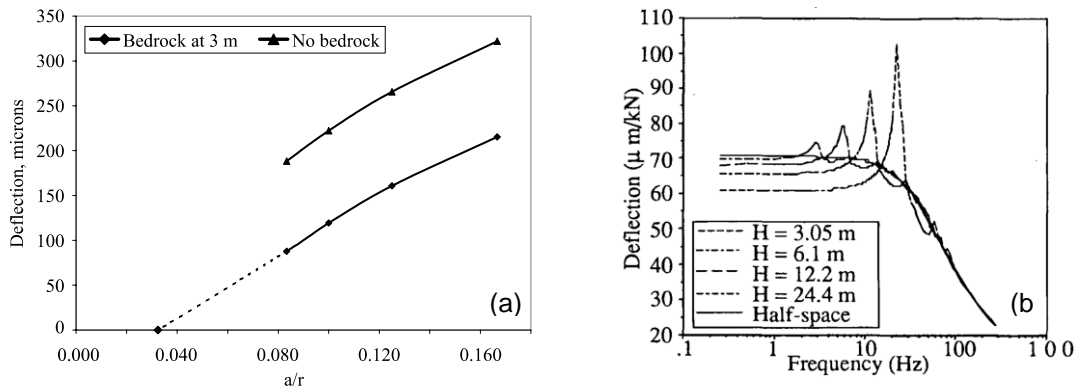 350
300
250
200
150
100
50
0
Deflection, microns
Bedrock at 3 m
No bedrock
0.000 0.040 0.080 0.120 0.160
a/r
(a)
110
100
90
80
70
60
50
40
30
20
Deflection (μ m/kN)
H = 3.05 m
H = 6.1 m
H = 12.2 m
H = 24.4 m
Half-space
.1 1 10 100 1 0 0
Frequency (Hz)
(b)